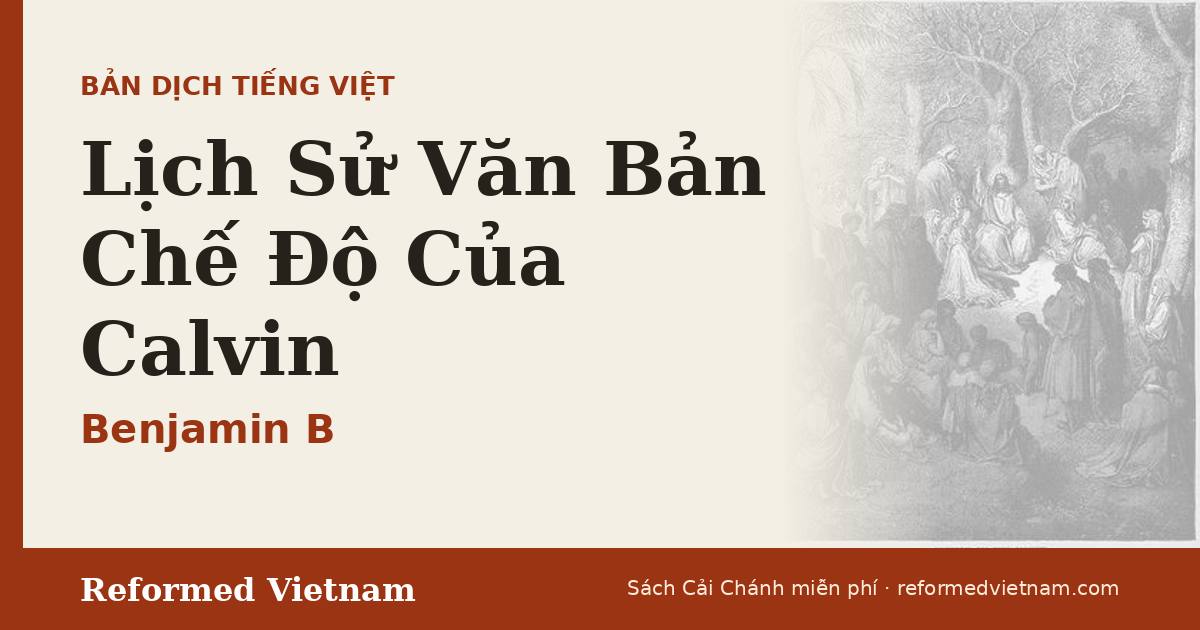 BẢN DỊCH TIẾNG VIỆT
Lịch Sử Văn Bản
Chế Độ Của
Calvin
Benjamin B
Reformed Vietnam
Sách Cải Chánh miễn phí · reformedvietnam.com